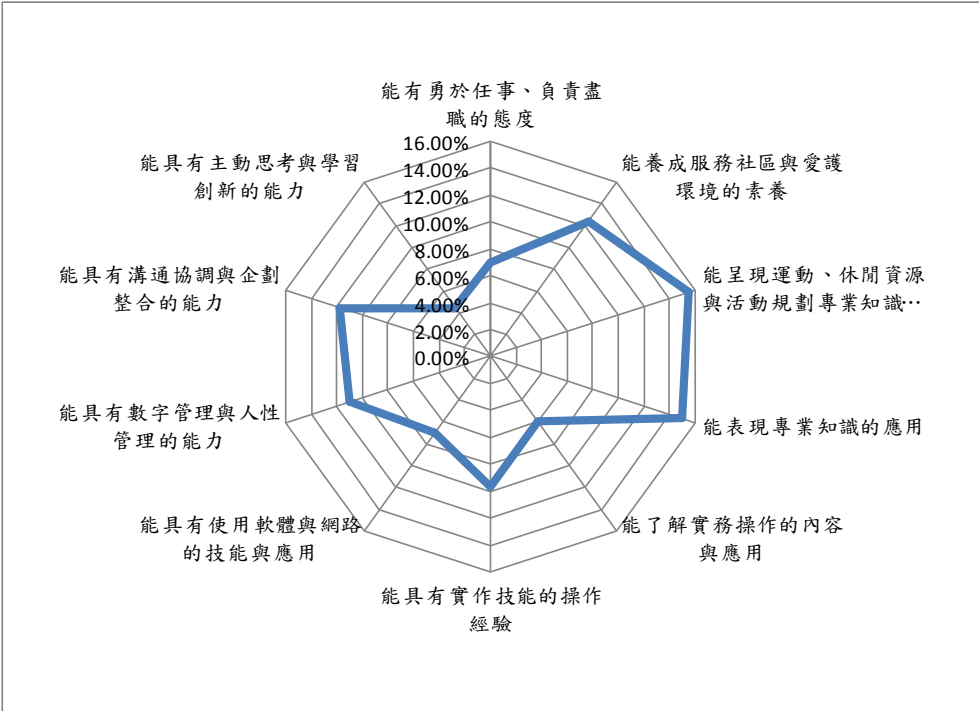 能有勇於任事、負責盡
職的態度
16.00%
14.00%
12.00%
10.00%
8.00%
6.00%
4.00%
2.00%
0.00%
能養成服務社區與愛護
環境的素養
能呈現運動、休閒資源
與活動規劃專業知識…
能表現專業知識的應用
能了解實務操作的內容
與應用
能具有實作技能的操作
經驗
能具有使用軟體與網路
的技能與應用
能具有數字管理與人性
管理的能力
能具有溝通協調與企劃
整合的能力
能具有主動思考與學習
創新的能力